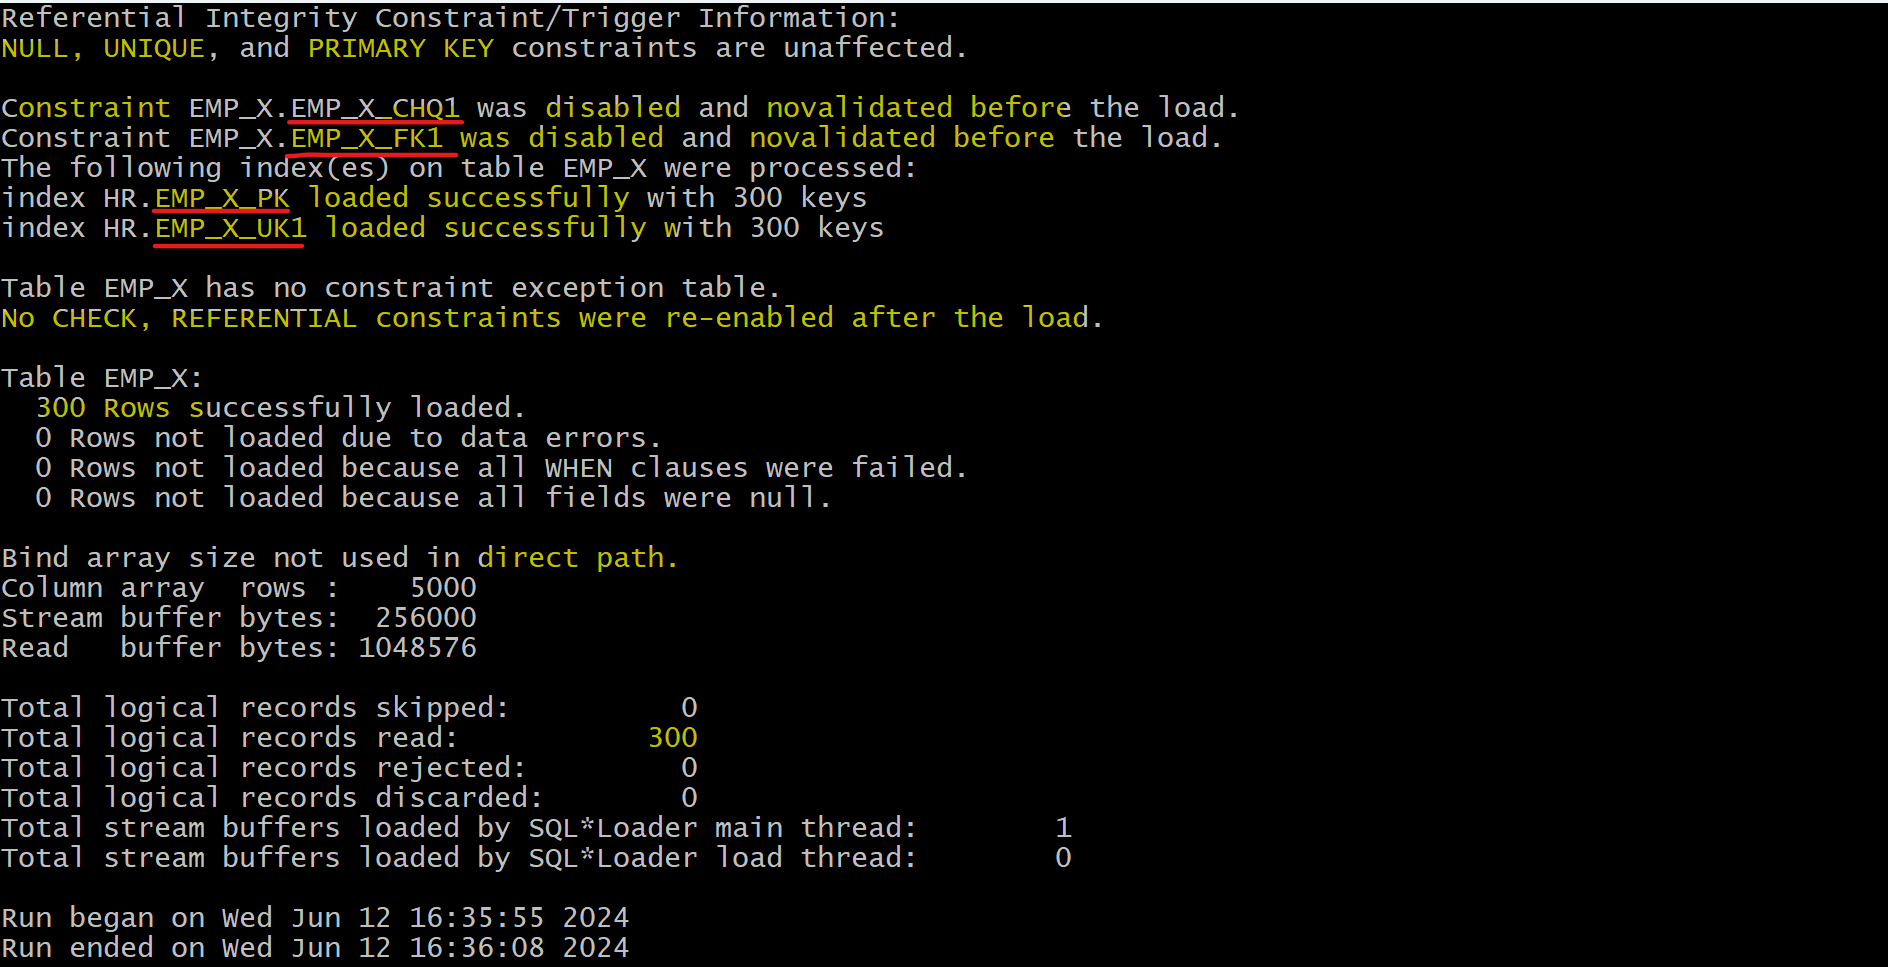 Referential Integrity Constraint/Trigger Information:
NULL, UNIQUE, and PRIMARY KEY constraints are unaffected.

Constraint EMP_X.EMP_X_CHQ1 was disabled and novalidated before the load.
Constraint EMP_X.EMP_X_FK1 was disabled and novalidated before the load.
The following index(es) on table EMP_X were processed:
index HR.EMP_X_PK loaded successfully with 300 keys
index HR.EMP_X_UK1 loaded successfully with 300 keys

Table EMP_X has no constraint exception table.
No CHECK, REFERENTIAL constraints were re-enabled after the load.

Table EMP_X:
  300 Rows successfully loaded.
  0 Rows not loaded due to data errors.
  0 Rows not loaded because all WHEN clauses were failed.
  0 Rows not loaded because all fields were null.

Bind array size not used in direct path.
Column array  rows :    5000
Stream buffer bytes:  256000
Read   buffer bytes: 1048576

Total logical records skipped:          0
Total logical records read:           300
Total logical records rejected:         0
Total logical records discarded:        0
Total stream buffers loaded by SQL*Loader main thread:        1
Total stream buffers loaded by SQL*Loader load thread:        0

Run began on Wed Jun 12 16:35:55 2024
Run ended on Wed Jun 12 16:36:08 2024